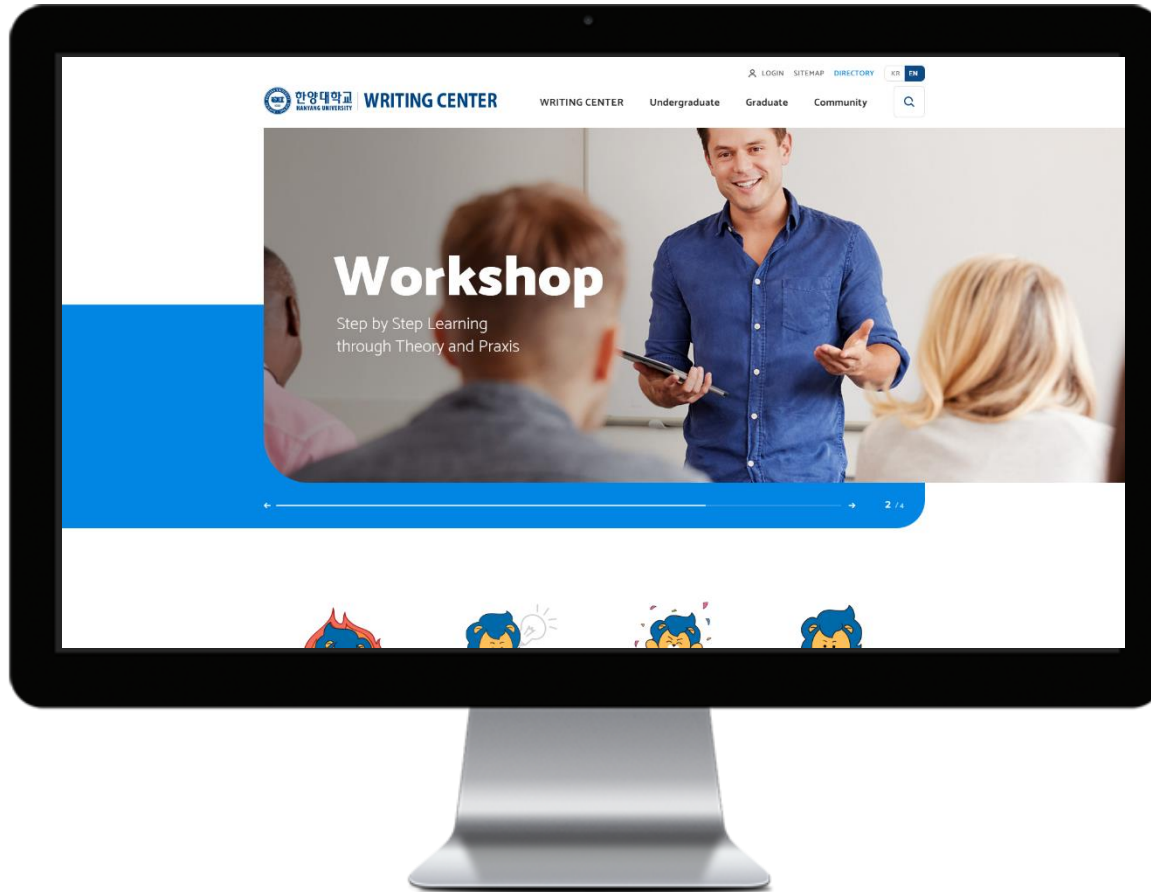 LOGIN SITEMAP DIRECTORY KR EN
한양대학교 HANYANG UNIVERSITY WRITING CENTER
WRITING CENTER Undergraduate Graduate Community
Workshop
Step by Step Learning
through Theory and Praxis
2 / 4